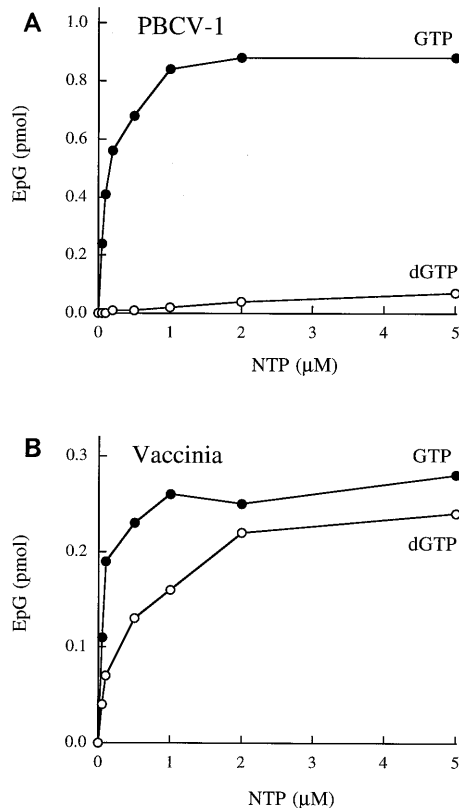 A
PBCV-1
GTP
1.0
0.8
0.6
0.4
0.2
0.0
EpG (pmol)
dGTP
0 1 2 3 4 5
NTP (μM)
B
Vaccinia
GTP
dGTP
0.3
0.2
0.1
0.0
EpG (pmol)
0 1 2 3 4 5
NTP (μM)